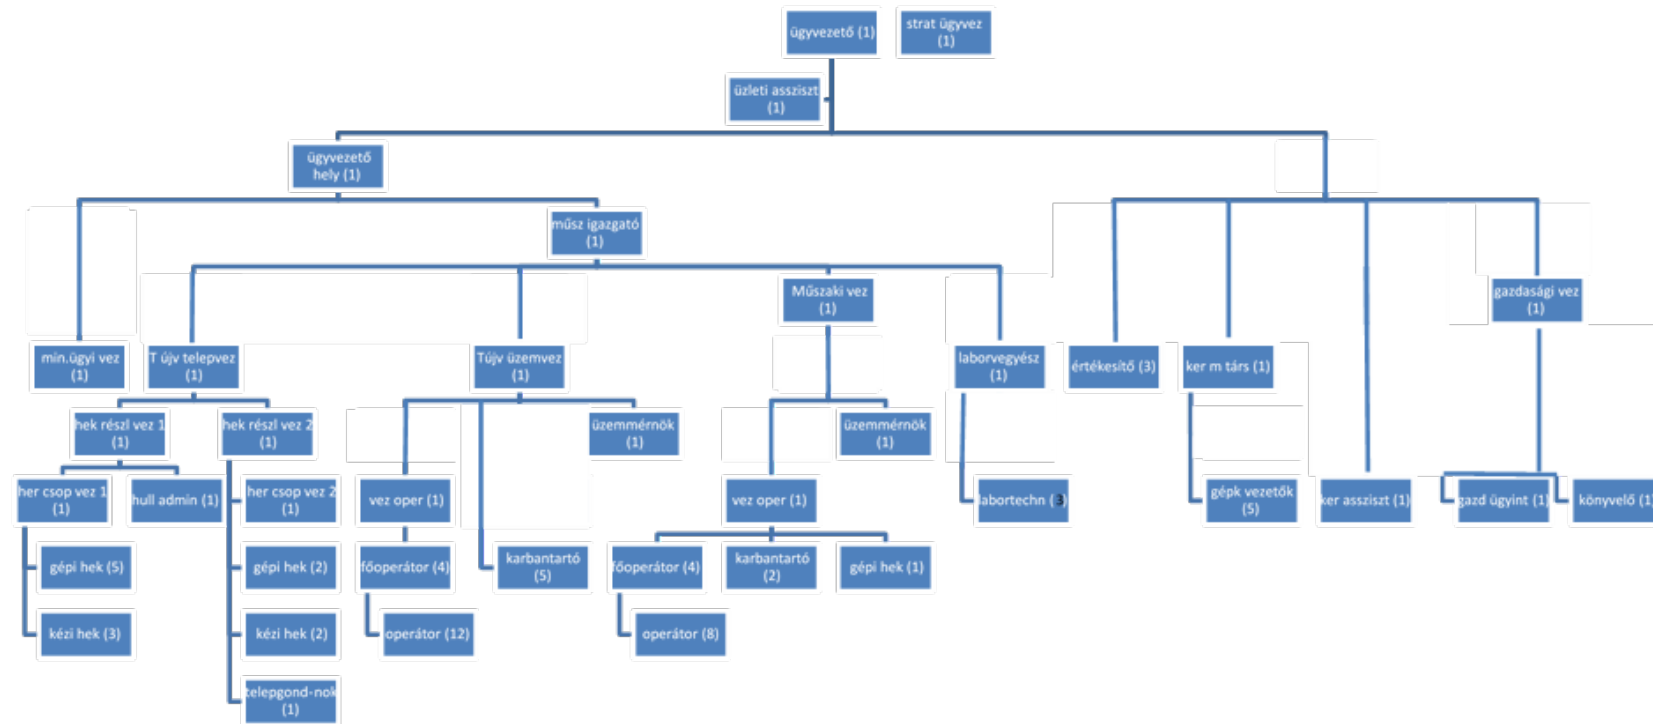 ügyvezető (1)
strat ügyvez
(1)
üzletiassziszt
(1)
ügyvezető
hely (1)
műsz igazgató
(1)
Műszaki vez
(1)
gazdasági vez
(1)
min.ügyi vez
(1)
T újv telepvez
(1)
Tújv üzemvez
(1)
laborvegyész
(1)
értékesítő (3)
ker m társ (1)
hek részl vez 1
(1)
hek részl vez 2
(1)
üzemmérnök
(1)
üzemmérnök
(1)
her csop vez 1
(1)
hull admin (1)
her csop vez 2
(1)
vez oper (1)
vez oper (1)
labortechn (3)
gépk vezetők
(5)
ker assziszt (1)
gazd ügyint (1)
könyvelő (1)
gépi hek (5)
gépi hek (2)
főoperátor (4)
karbantartó
(5)
főoperátor (4)
karbantartó
(2)
gépi hek (1)
kézi hek (3)
kézi hek (2)
operátor (12)
operátor (8)
telepgond-nok
(1)